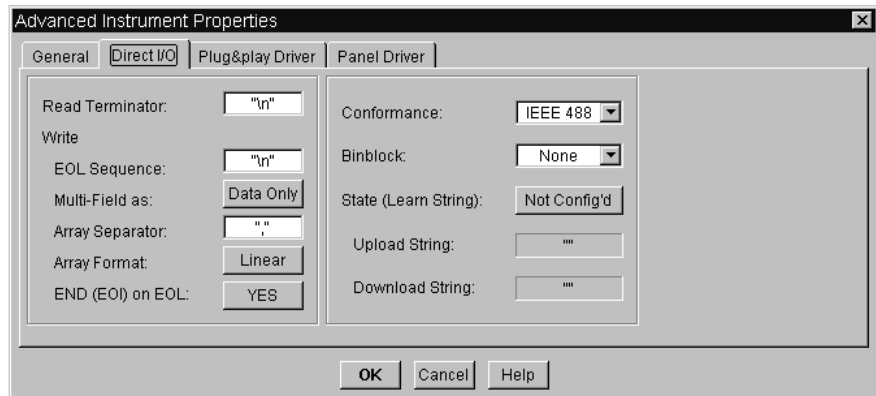 Advanced Instrument Properties
General Direct I/O Plug&play Driver Panel Driver
Read Terminator: "\n"
Write
EOL Sequence: "\n"
Multi-Field as: Data Only
Array Separator: ","
Array Format: Linear
END (EOI) on EOL: YES
Conformance: IEEE 488
Binblock: None
State (Learn String): Not Config'd
Upload String: ""
Download String: ""
OK Cancel Help